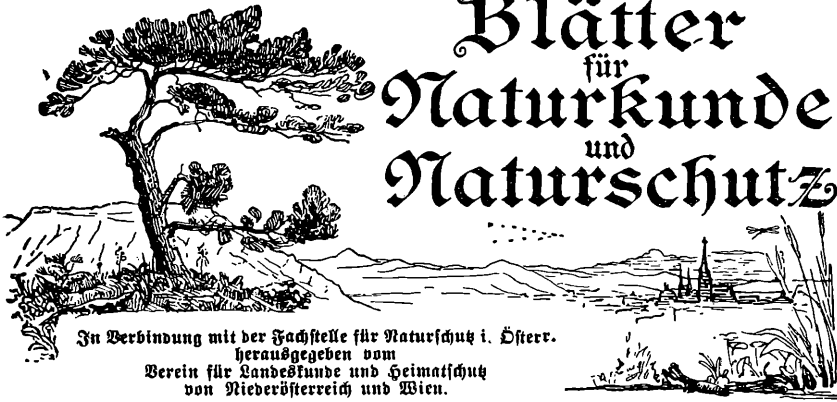 Blätter
für
Naturkunde
und
Naturschutz
In Verbindung mit der Fachstelle für Naturschutz i. Österr.
herausgegeben vom
Verein für Landeskunde und Heimatschutz
von Niederösterreich und Wien.